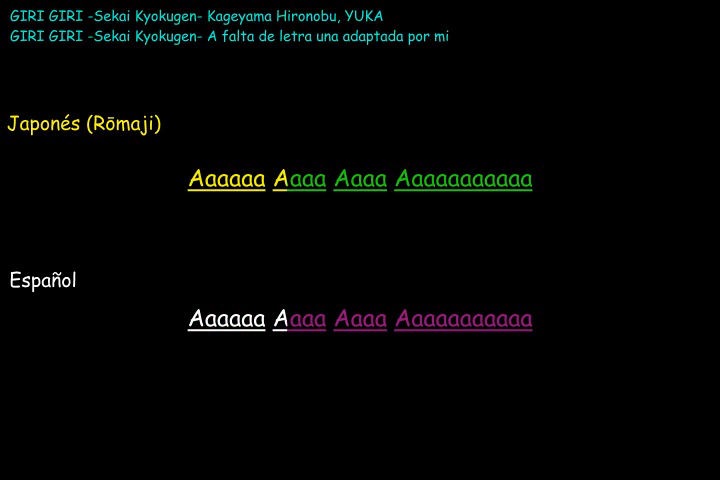 GIRI GIRI -Sekai Kyokugen- Kageyama Hironobu, YUKA
GIRI GIRI -Sekai Kyokugen- A falta de letra una adaptada por mi
Japonés (Rōmaji)
Aaaaaa Aaaa Aaaa Aaaaaaaaaaa
Español
Aaaaaa Aaaa Aaaa Aaaaaaaaaaa